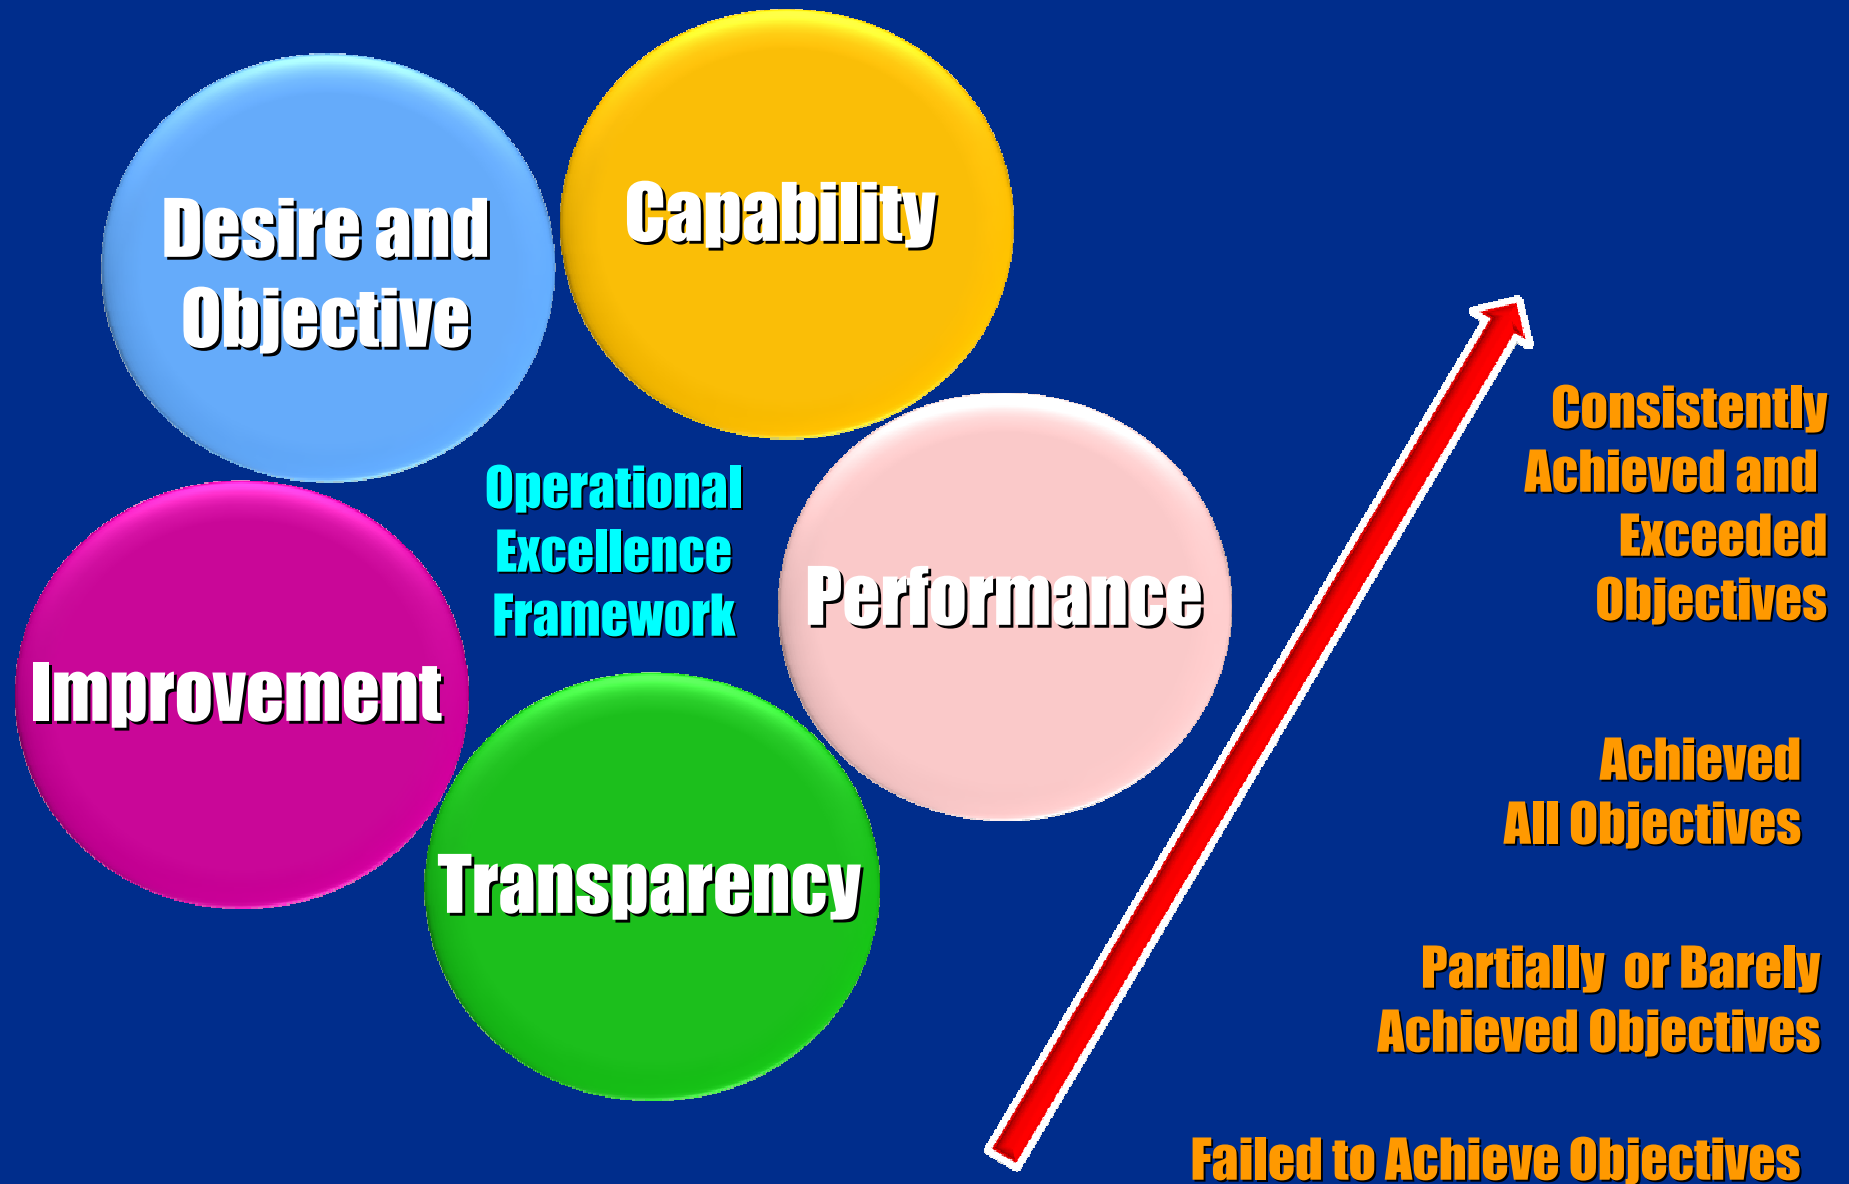 Desire and
Objective
Capability
Operational
Excellence
Framework
Performance
Improvement
Transparency
Consistently
Achieved and
Exceeded
Objectives
Achieved
All Objectives
Partially or Barely
Achieved Objectives
Failed to Achieve Objectives